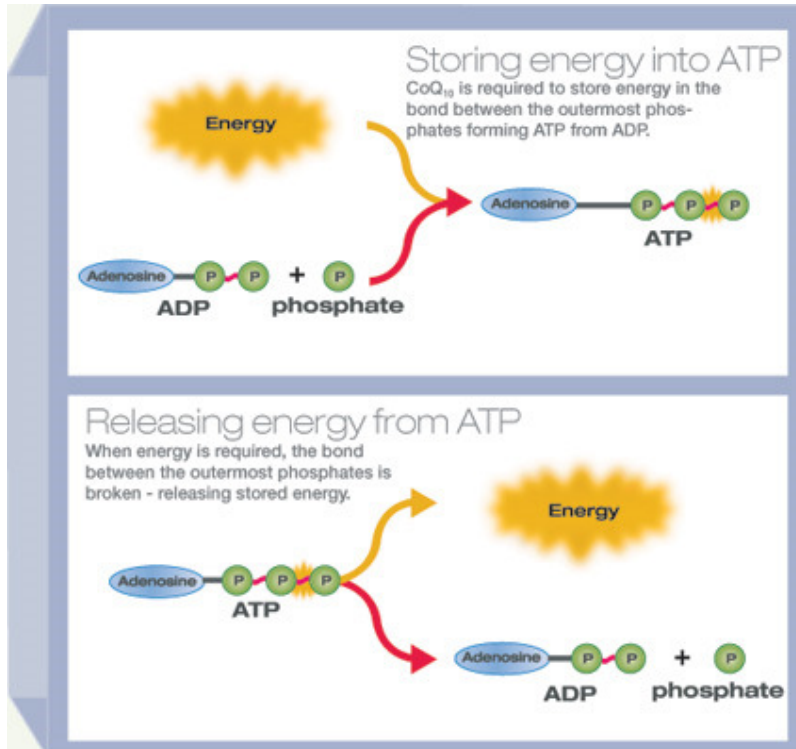 Storing energy into ATP
CoQ10 is required to store energy in the
bond between the outermost phos-
phates forming ATP from ADP.
Energy
Adenosine P P P
ATP
Adenosine P P + P
ADP phosphate
Releasing energy from ATP
When energy is required, the bond
between the outermost phosphates is
broken - releasing stored energy.
Energy
Adenosine P P P
ATP
Adenosine P P + P
ADP phosphate